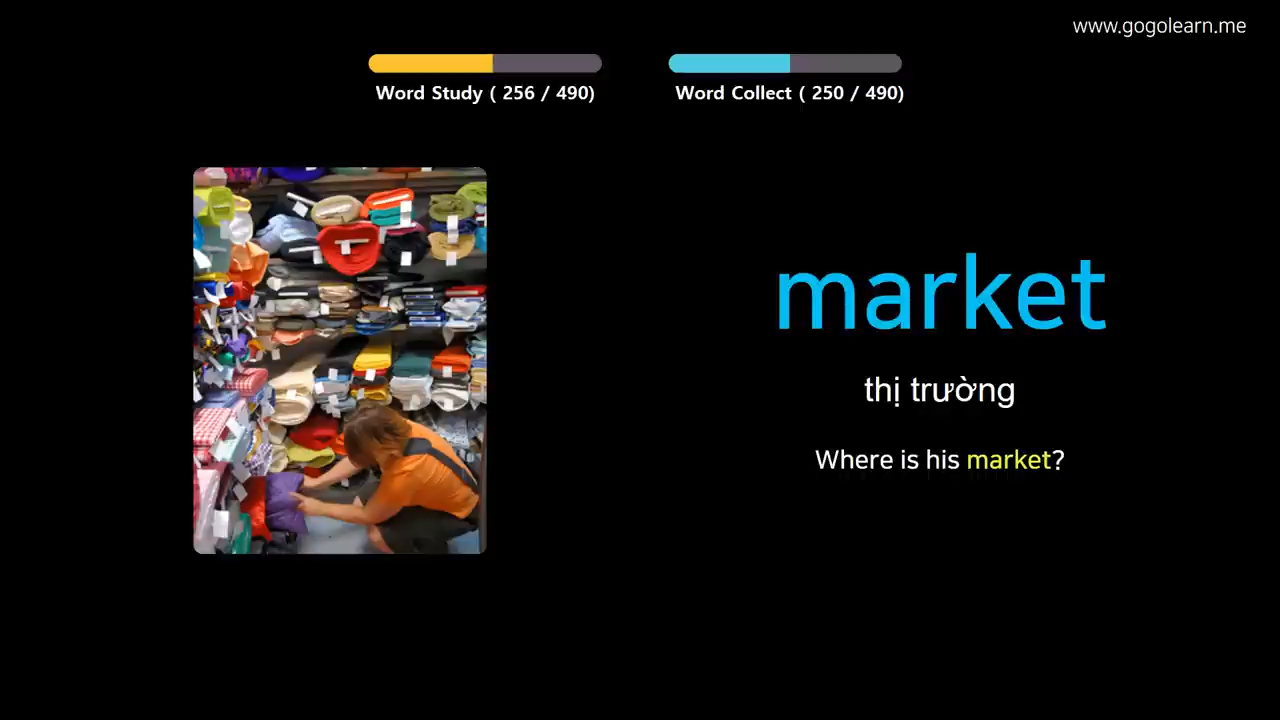 www.gogolearn.me
Word Study ( 256 / 490)
Word Collect ( 250 / 490)
market
thị trường
Where is his market?